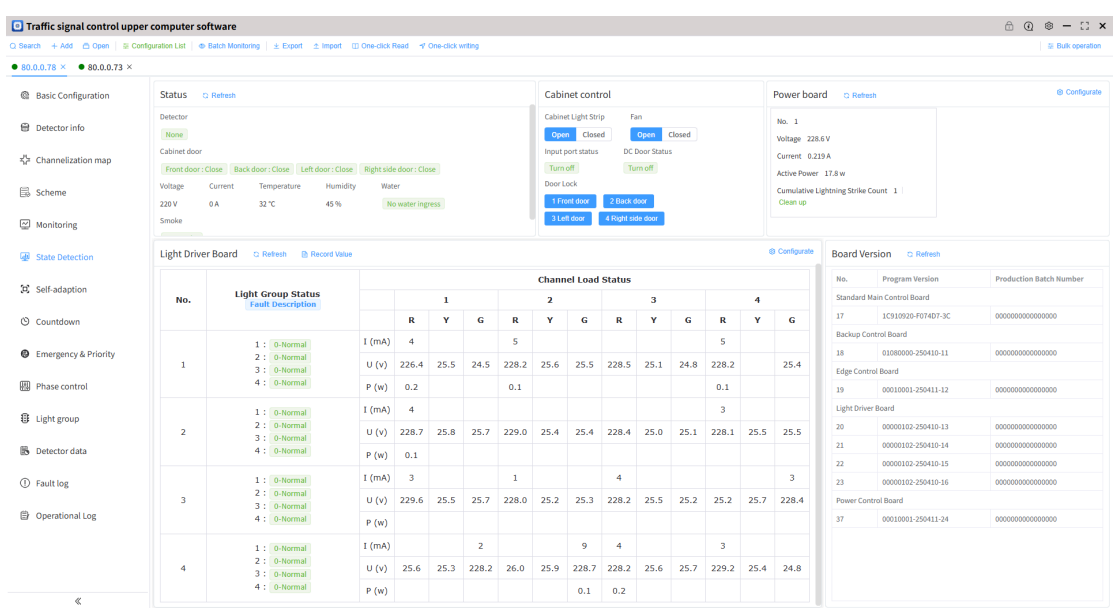 Traffic signal control upper computer software
Search Add Open Configuration List Batch Monitoring Export Import One-click Read One-click writing Bulk operation
80.0.0.78 × 80.0.0.73 ×
Basic Configuration
Detector info
Channelization map
Scheme
Monitoring
State Detection
Self-adaption
Countdown
Emergency & Priority
Phase control
Light group
Detector data
Fault log
Operational Log
Status Refresh
Detector
None
Cabinet door
Front door : Close Back door : Close Left door : Close Right side door : Close
Voltage Current Temperature Humidity Water
220 V 0 A 32 °C 45 % No water ingress
Smoke
Cabinet control
Cabinet Light Strip Fan
Open Closed Open Closed
Input port status DC Door Status
Turn off Turn off
Door Lock
1 Front door 2 Back door
3 Left door 4 Right side door
Power board Refresh Configurate
No. 1
Voltage 228.6 V
Current 0.219 A
Active Power 17.8 w
Cumulative Lightning Strike Count 1
Clean up
Light Driver Board Refresh Record Value Configurate
No. Light Group Status Fault Description Channel Load Status
1 2 3 4
R Y G R Y G R Y G R Y G
1
1 : 0-Normal
2 : 0-Normal
3 : 0-Normal
4 : 0-Normal
I (mA) 4 5 5
U (v) 226.4 25.5 24.5 228.2 25.6 25.5 228.5 25.1 24.8 228.2 25.4
P (w) 0.2 0.1 0.1
2
1 : 0-Normal
2 : 0-Normal
3 : 0-Normal
4 : 0-Normal
I (mA) 4 3
U (v) 228.7 25.8 25.7 229.0 25.4 25.4 228.4 25.0 25.1 228.1 25.5 25.5
P (w) 0.1
3
1 : 0-Normal
2 : 0-Normal
3 : 0-Normal
4 : 0-Normal
I (mA) 3 1 4 3
U (v) 229.6 25.5 25.7 228.0 25.2 25.3 228.2 25.5 25.2 25.2 25.7 228.4
P (w)
4
1 : 0-Normal
2 : 0-Normal
3 : 0-Normal
4 : 0-Normal
I (mA) 2 9 4 3
U (v) 25.6 25.3 228.2 26.0 25.9 228.7 228.2 25.6 25.7 229.2 25.4 24.8
P (w) 0.1 0.2
Board Version Refresh
No. Program Version Production Batch Number
Standard Main Control Board
17 1C910920-F074D7-3C 0000000000000000
Backup Control Board
18 01080000-250410-11 0000000000000000
Edge Control Board
19 00010001-250411-12 0000000000000000
Light Driver Board
20 00000102-250410-13 0000000000000000
21 00000102-250410-14 0000000000000000
22 00000102-250410-15 0000000000000000
23 00000102-250410-16 0000000000000000
Power Control Board
37 00010001-250411-24 0000000000000000